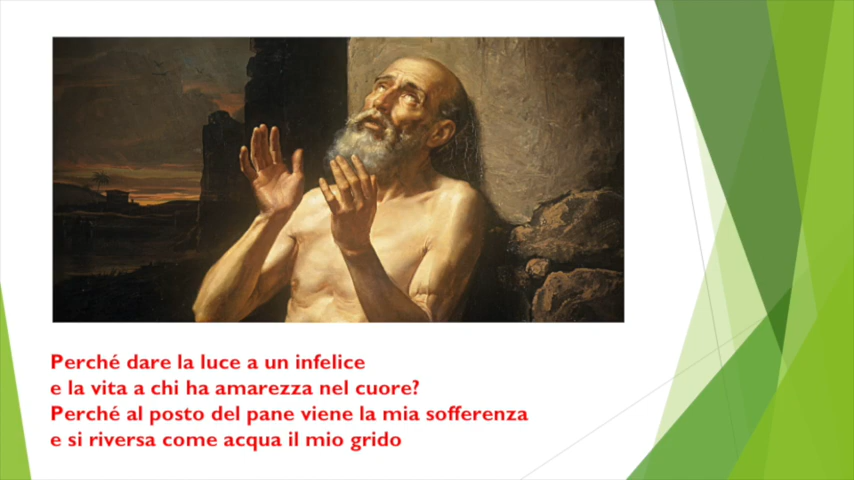 Perché dare la luce a un infelice
e la vita a chi ha amarezza nel cuore?
Perché al posto del pane viene la mia sofferenza
e si riversa come acqua il mio grido